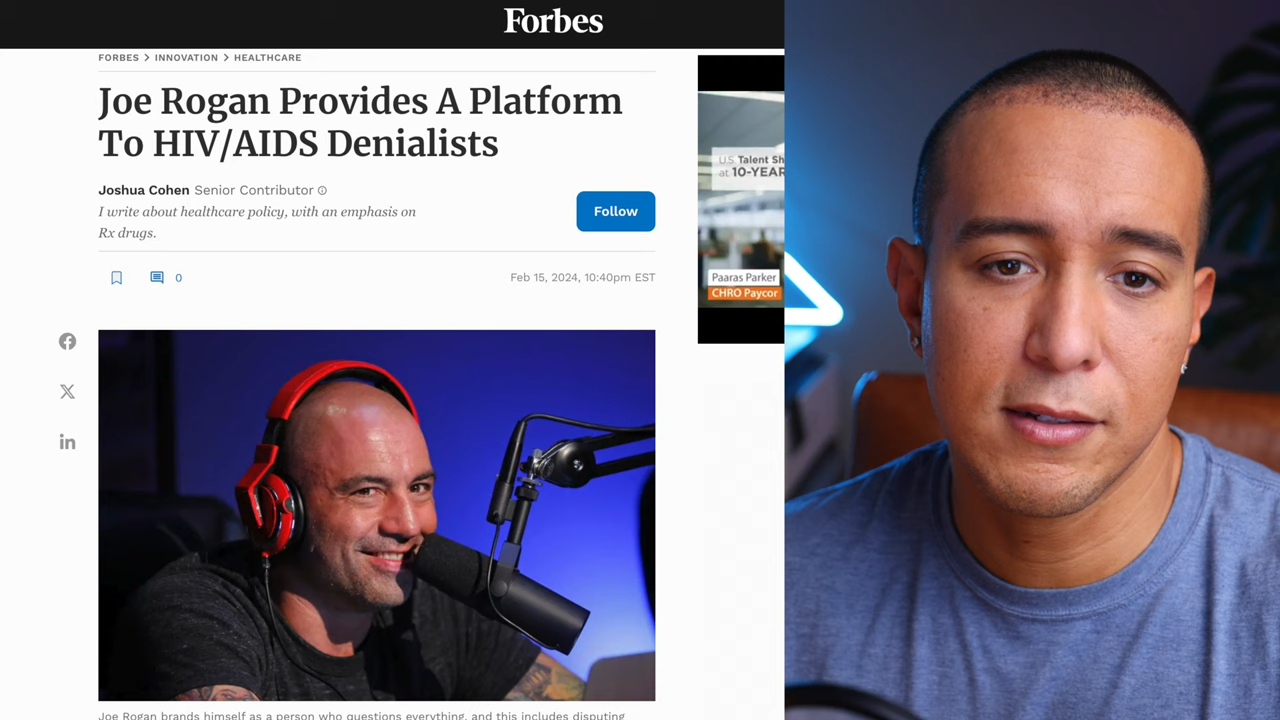 Forbes
FORBES > INNOVATION > HEALTHCARE
Joe Rogan Provides A Platform
To HIV/AIDS Denialists
Joshua Cohen Senior Contributor
I write about healthcare policy, with an emphasis on
Rx drugs.
Follow
0
Feb 15, 2024, 10:40pm EST
U.S. Talent Sh
at 10-YEAR
Paaras Parker
CHRO Paycor
Joe Rogan brands himself as a person who questions everything, and this includes disputing